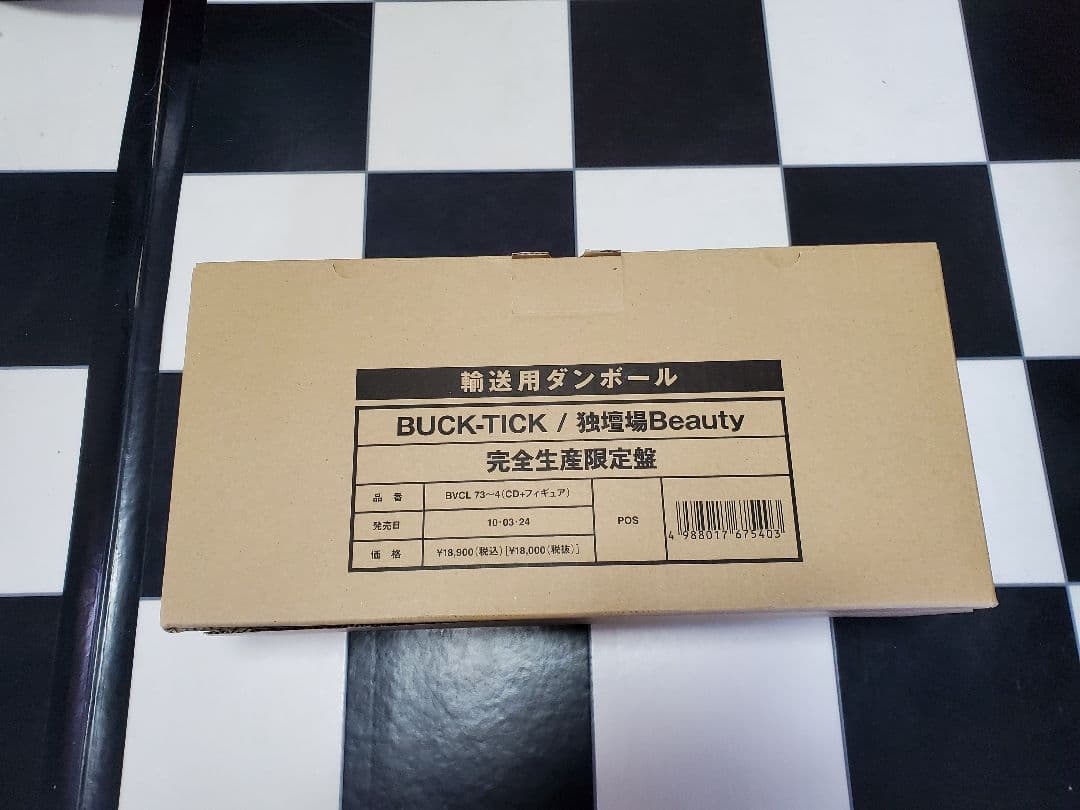 輸送用ダンボール
BUCK-TICK / 独壇場Beauty
完全生産限定盤
品 番 BVCL 73〜4(CD+フィギュア)
発売日 10・03・24
価 格 ¥18,900(税込)[¥18,000(税抜)]
POS
4 988017 675403